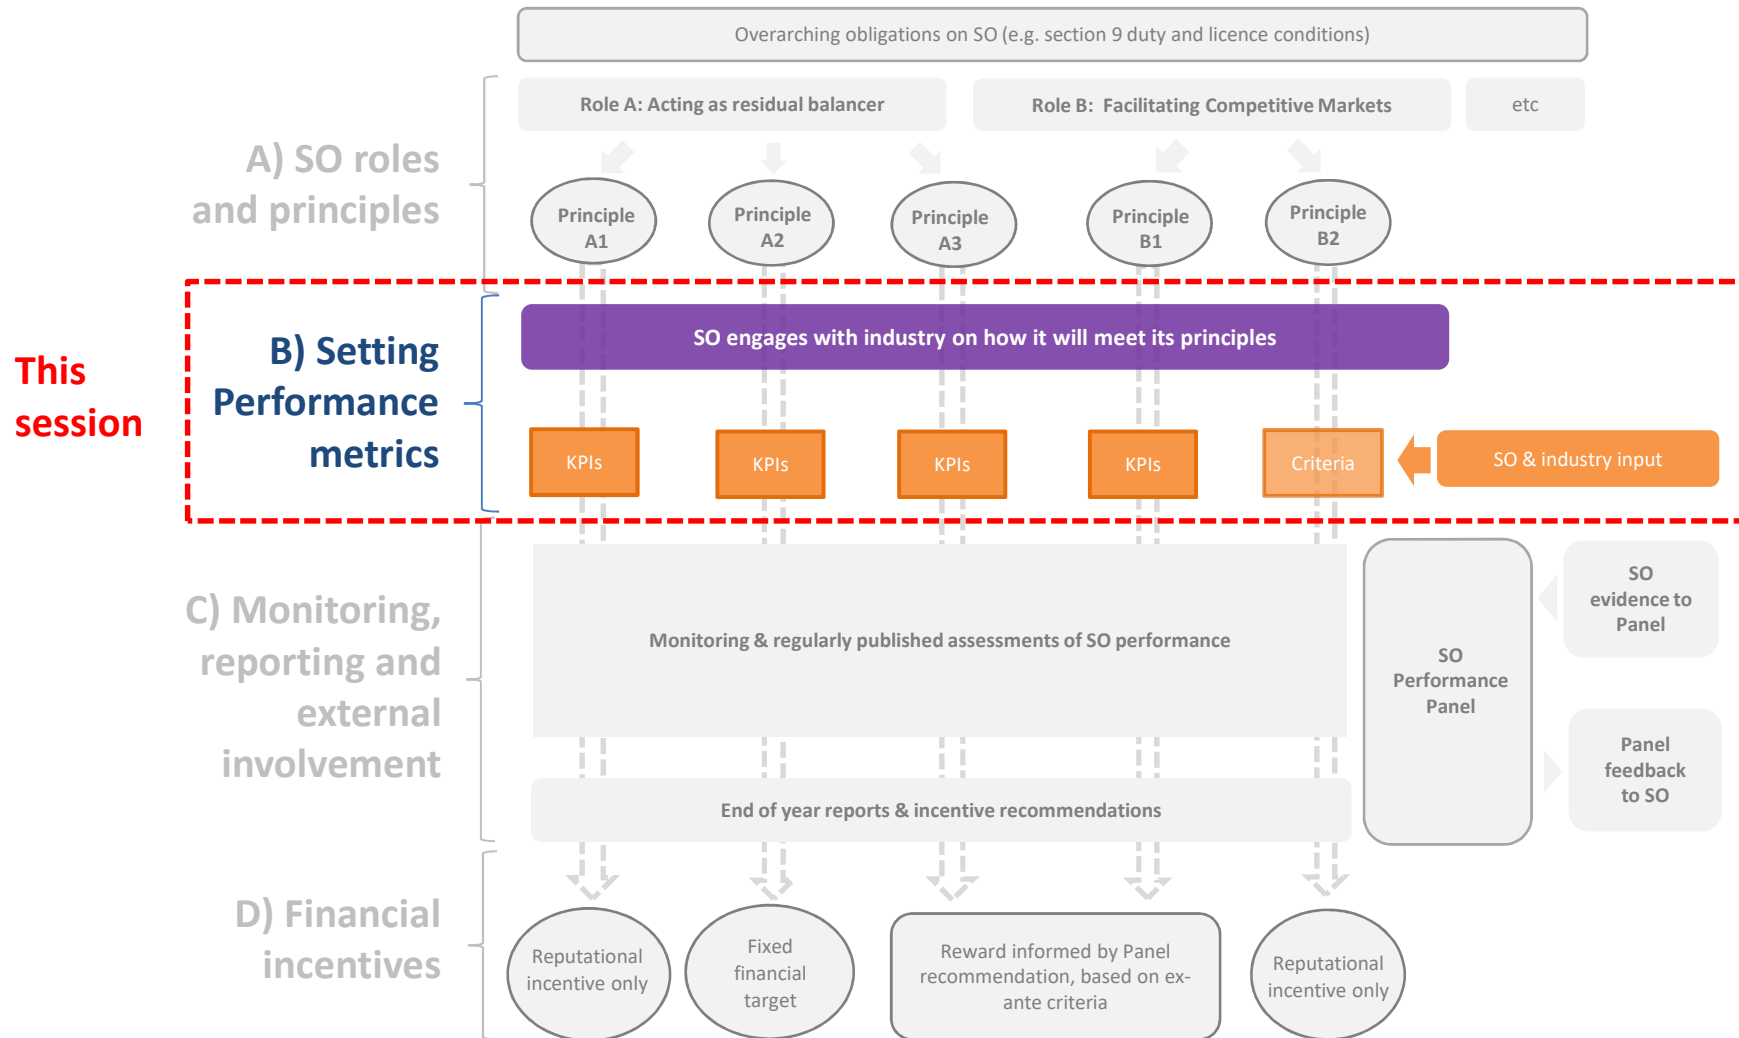 Overarching obligations on SO (e.g. section 9 duty and licence conditions)
Role A: Acting as residual balancer
Role B:  Facilitating Competitive Markets
etc
A) SO roles
and principles
Principle
A1
Principle
A2
Principle
A3
Principle
B1
Principle
B2
This
session
B) Setting
Performance
metrics
SO engages with industry on how it will meet its principles
KPIs
KPIs
KPIs
KPIs
Criteria
SO & industry input
C) Monitoring,
reporting and
external
involvement
Monitoring & regularly published assessments of SO performance
SO
Performance
Panel
SO
evidence to
Panel
Panel
feedback
to SO
End of year reports & incentive recommendations
D) Financial
incentives
Reputational
incentive only
Fixed
financial
target
Reward informed by Panel
recommendation, based on ex-
ante criteria
Reputational
incentive only